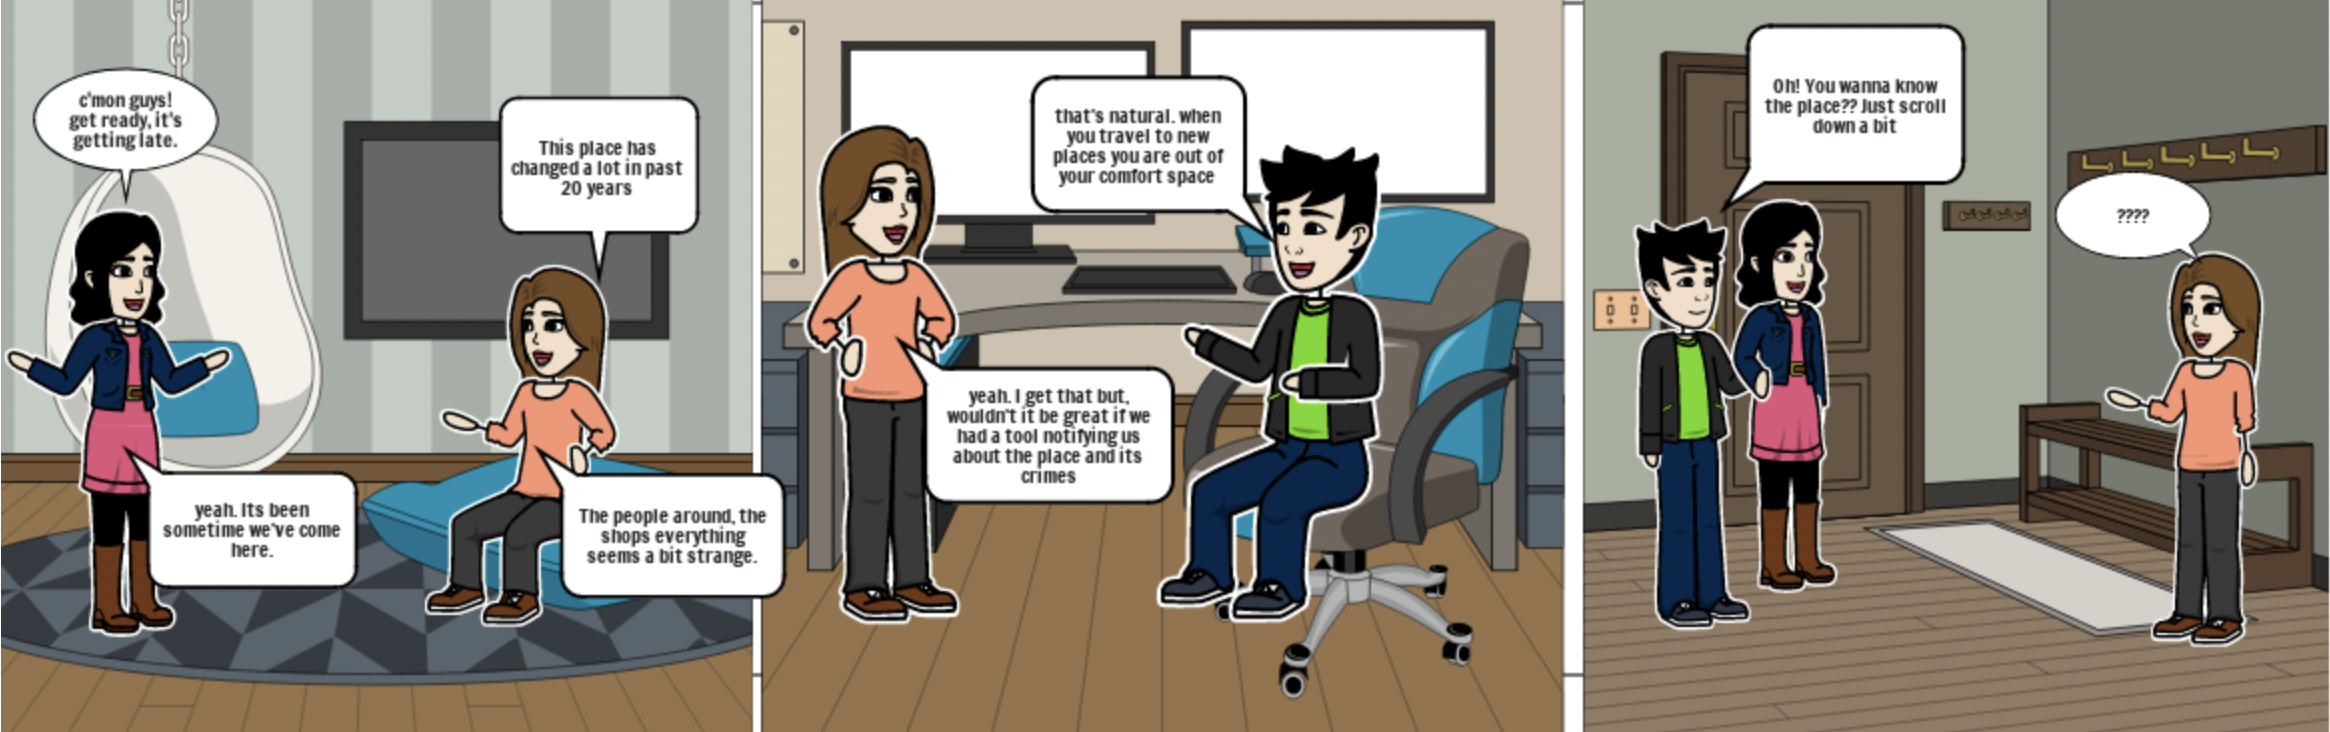 c'mon guys!
get ready, it's
getting late.
This place has
changed a lot in past
20 years
yeah. Its been
sometime we've come
here.
The people around, the
shops everything
seems a bit strange.
that's natural. when
you travel to new
places you are out of
your comfort space
yeah. I get that but,
wouldn't it be great if we
had a tool notifying us
about the place and its
crimes
Oh! You wanna know
the place?? Just scroll
down a bit
????